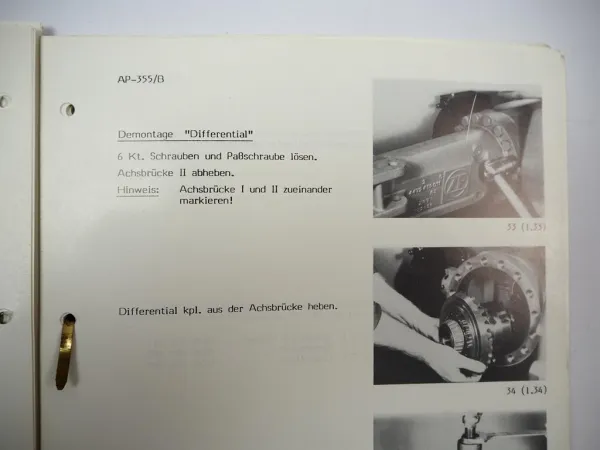 AP-355/B
Demontage "Differential"
6 Kt. Schrauben und Paßschraube lösen.
Achsbrücke II abheben.
Hinweis: Achsbrücke I und II zueinander
markieren!
33 (1.33)
Differential kpl. aus der Achsbrücke heben.
34 (1.34)